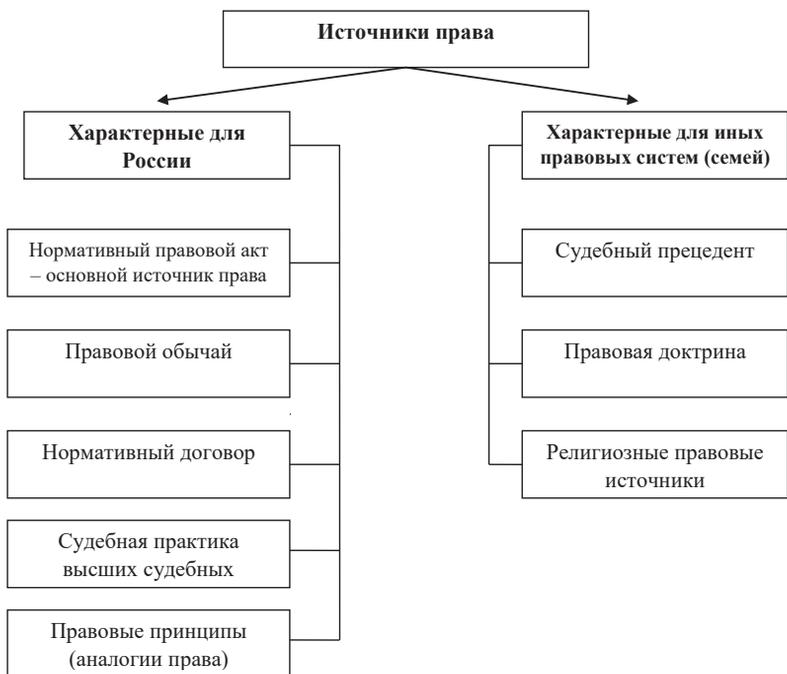 Источники права
Характерные для
России
Нормативный правовой акт
– основной источник права
Правовой обычай
Нормативный договор
Судебная практика
высших судебных
Правовые принципы
(аналогии права)
Характерные для иных
правовых систем (семей)
Судебный прецедент
Правовая доктрина
Религиозные правовые
источники